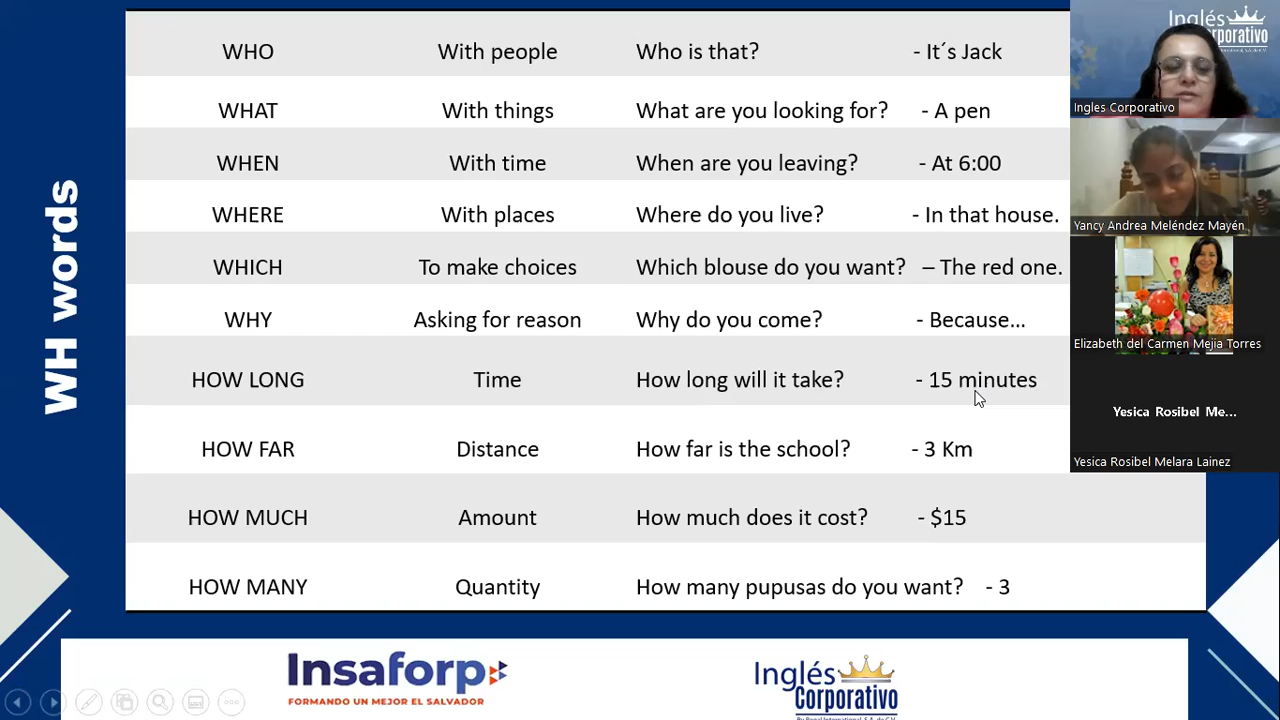 WH words
WHO With people Who is that? - It´s Jack
WHAT With things What are you looking for? - A pen
WHEN With time When are you leaving? - At 6:00
WHERE With places Where do you live? - In that house.
WHICH To make choices Which blouse do you want? – The red one.
WHY Asking for reason Why do you come? - Because...
HOW LONG Time How long will it take? - 15 minutes
HOW FAR Distance How far is the school? - 3 Km
HOW MUCH Amount How much does it cost? - $15
HOW MANY Quantity How many pupusas do you want? - 3
Inglés
Corporativo
Ingles Corporativo
Yancy Andrea Meléndez Mayén
Elizabeth del Carmen Mejía Torres
Yesica Rosibel Me...
Yesica Rosibel Melara Lainez
Insaforp
FORMANDO UN MEJOR EL SALVADOR
Inglés
Corporativo